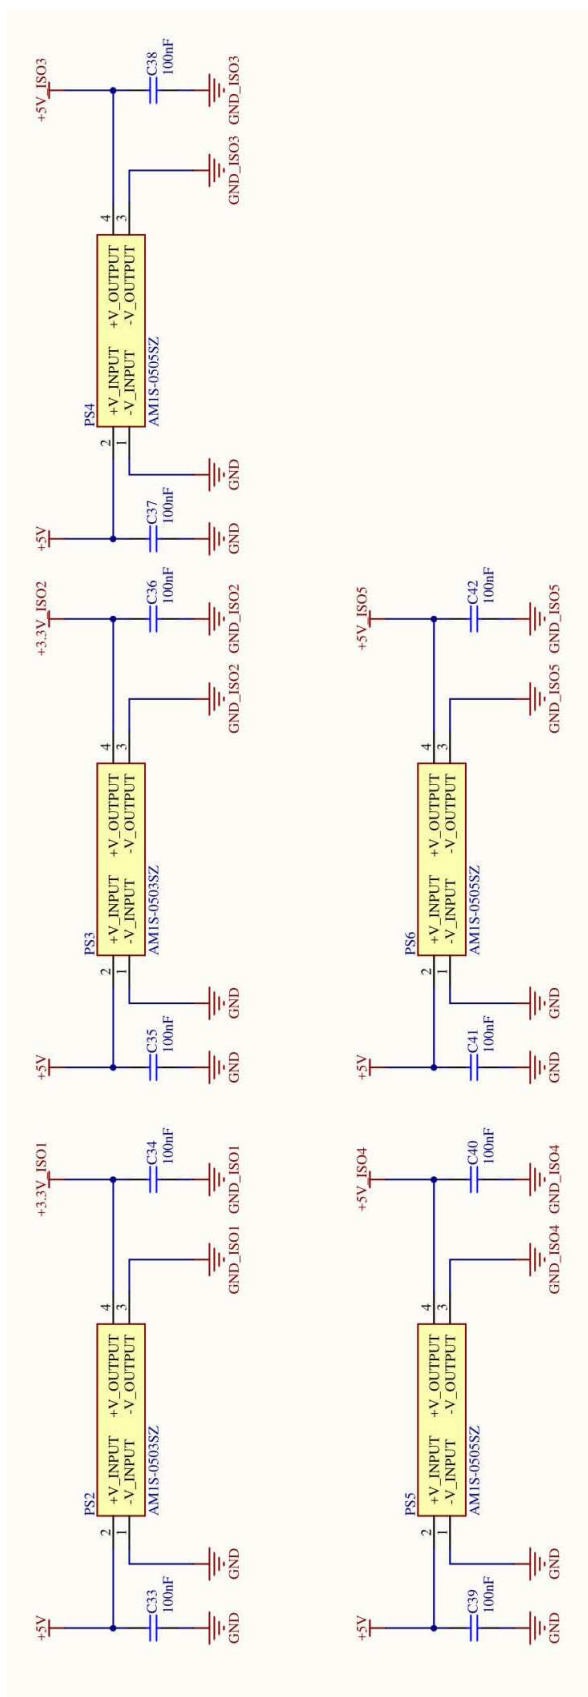 +5V
C33
100nF
GND
GND
PS2
2
1
+V_INPUT
-V_INPUT
+V_OUTPUT
-V_OUTPUT
4
3
AM1S-0503SZ
+3.3V_ISO1
C34
100nF
GND_ISO1
GND_ISO1
+5V
C35
100nF
GND
GND
PS3
2
1
+V_INPUT
-V_INPUT
+V_OUTPUT
-V_OUTPUT
4
3
AM1S-0503SZ
+3.3V_ISO2
C36
100nF
GND_ISO2
GND_ISO2
+5V
C37
100nF
GND
GND
PS4
2
1
+V_INPUT
-V_INPUT
+V_OUTPUT
-V_OUTPUT
4
3
AM1S-0505SZ
+5V_ISO3
C38
100nF
GND_ISO3
GND_ISO3
+5V
C39
100nF
GND
GND
PS5
2
1
+V_INPUT
-V_INPUT
+V_OUTPUT
-V_OUTPUT
4
3
AM1S-0505SZ
+5V_ISO4
C40
100nF
GND_ISO4
GND_ISO4
+5V
C41
100nF
GND
GND
PS6
2
1
+V_INPUT
-V_INPUT
+V_OUTPUT
-V_OUTPUT
4
3
AM1S-0505SZ
+5V_ISO5
C42
100nF
GND_ISO5
GND_ISO5